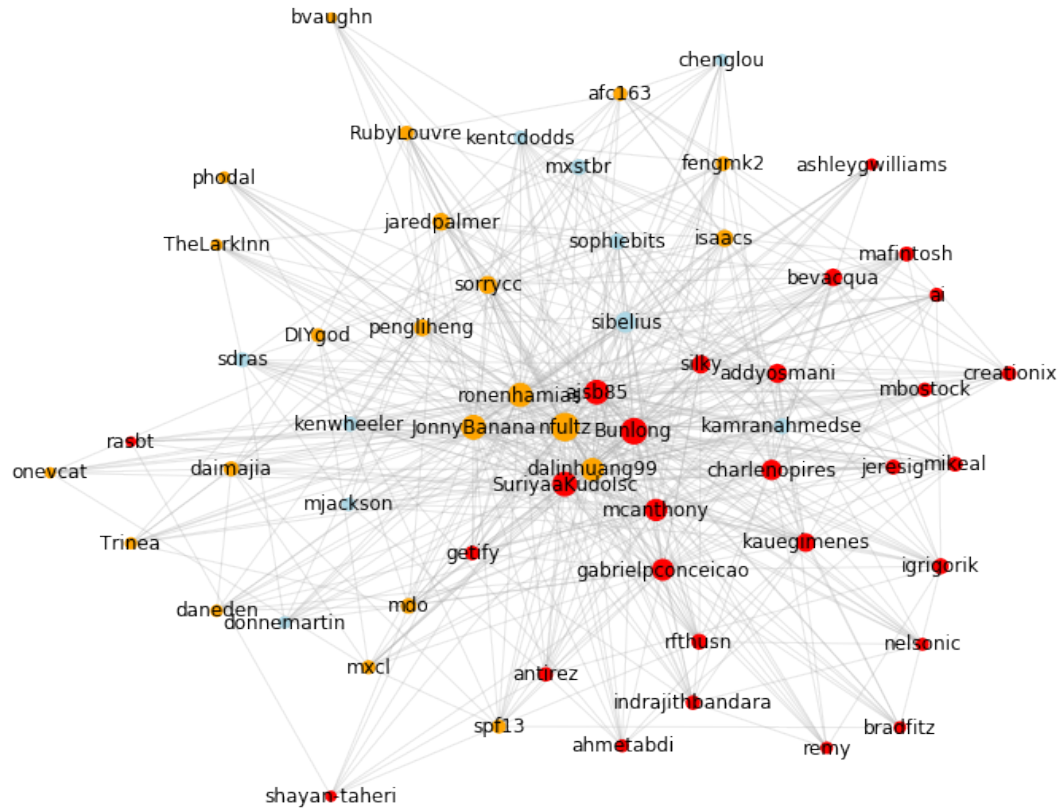 bvaughn
chenglou
afc163
RubyLouvre
kentcdodds
mxstbr
fengmk2
ashleygwilliams
phodal
jaredpalmer
TheLarkInn
sophiebits
isaacs
mafintosh
bevacqua
sorrycc
ai
pengliheng
sibelius
DIYgod
sdras
silky
addyosmani
creationix
ronenhamias
ajsb85
mbostock
kenwheeler
JonnyBanana
nfultz
Bunlong
kamranahmedse
rasbt
onevcat
daimajia
dalinhuang99
charlenopires
jeresig
mikeal
SuriyaaKudoIsc
mjackson
mcanthony
Trinea
getify
kauegimenes
gabrielpconceicao
igrigorik
daneden
mdo
donnemartin
rfthusn
nelsonic
mxcl
antirez
indrajithbandara
spf13
bradfitz
ahmetabdi
remy
shayan-taheri